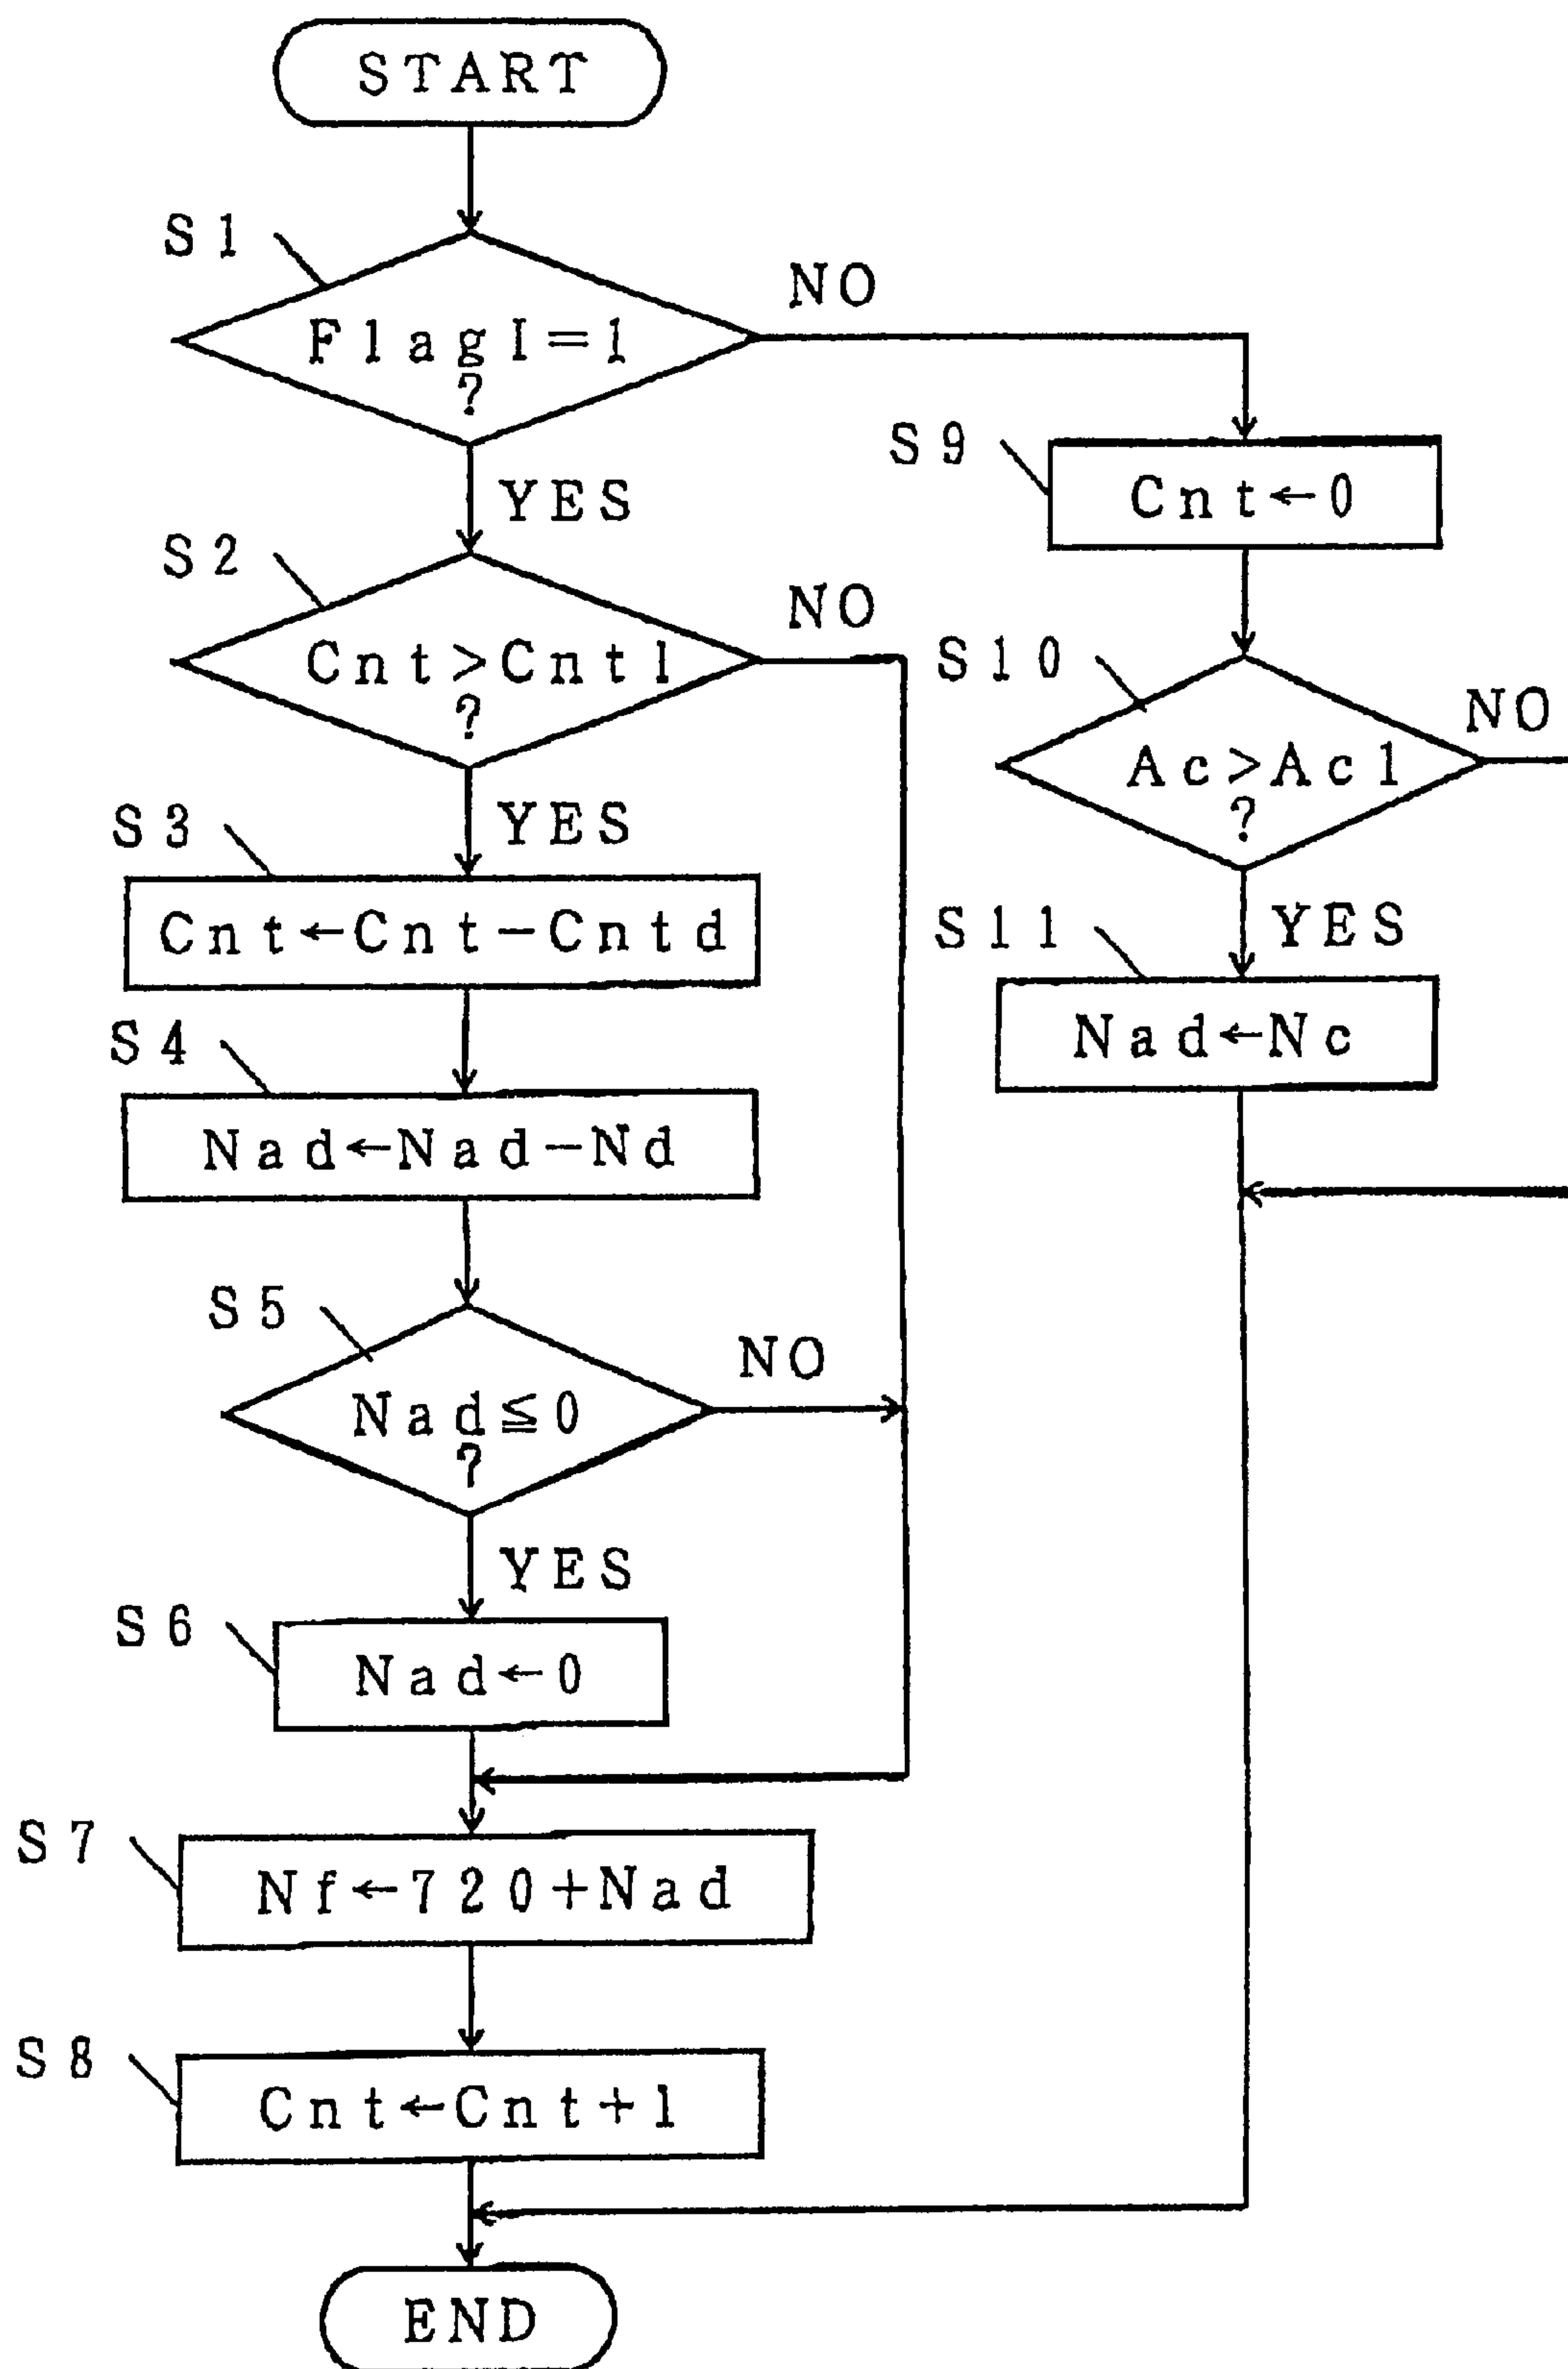 START
S1
FlagI=1
?
NO
YES
S2
Cnt>Cnt1
?
NO
YES
S3
Cnt←Cnt-Cntd
S4
Nad←Nad-Nd
S5
Nad≦0
?
NO
YES
S6
Nad←0
S7
Nf←720+Nad
S8
Cnt←Cnt+1
S9
Cnt←0
S10
Ac>Ac1
?
NO
YES
S11
Nad←Nc
END